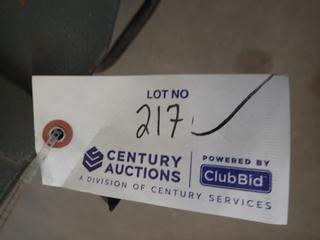 LOT NO
217
CENTURY AUCTIONS
POWERED BY
ClubBid
A DIVISION OF CENTURY SERVICES